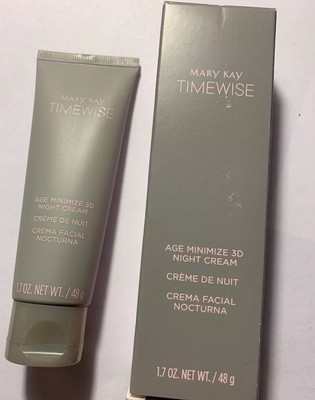 MARY KAY
TIMEWISE
AGE MINIMIZE 3D
NIGHT CREAM
CRÈME DE NUIT
CREMA FACIAL
NOCTURNA
1.7 OZ. NET WT. / 48 g
MARY KAY
TIMEWISE
AGE MINIMIZE 3D
NIGHT CREAM
CRÈME DE NUIT
CREMA FACIAL
NOCTURNA
1.7 OZ. NET WT. / 48 g